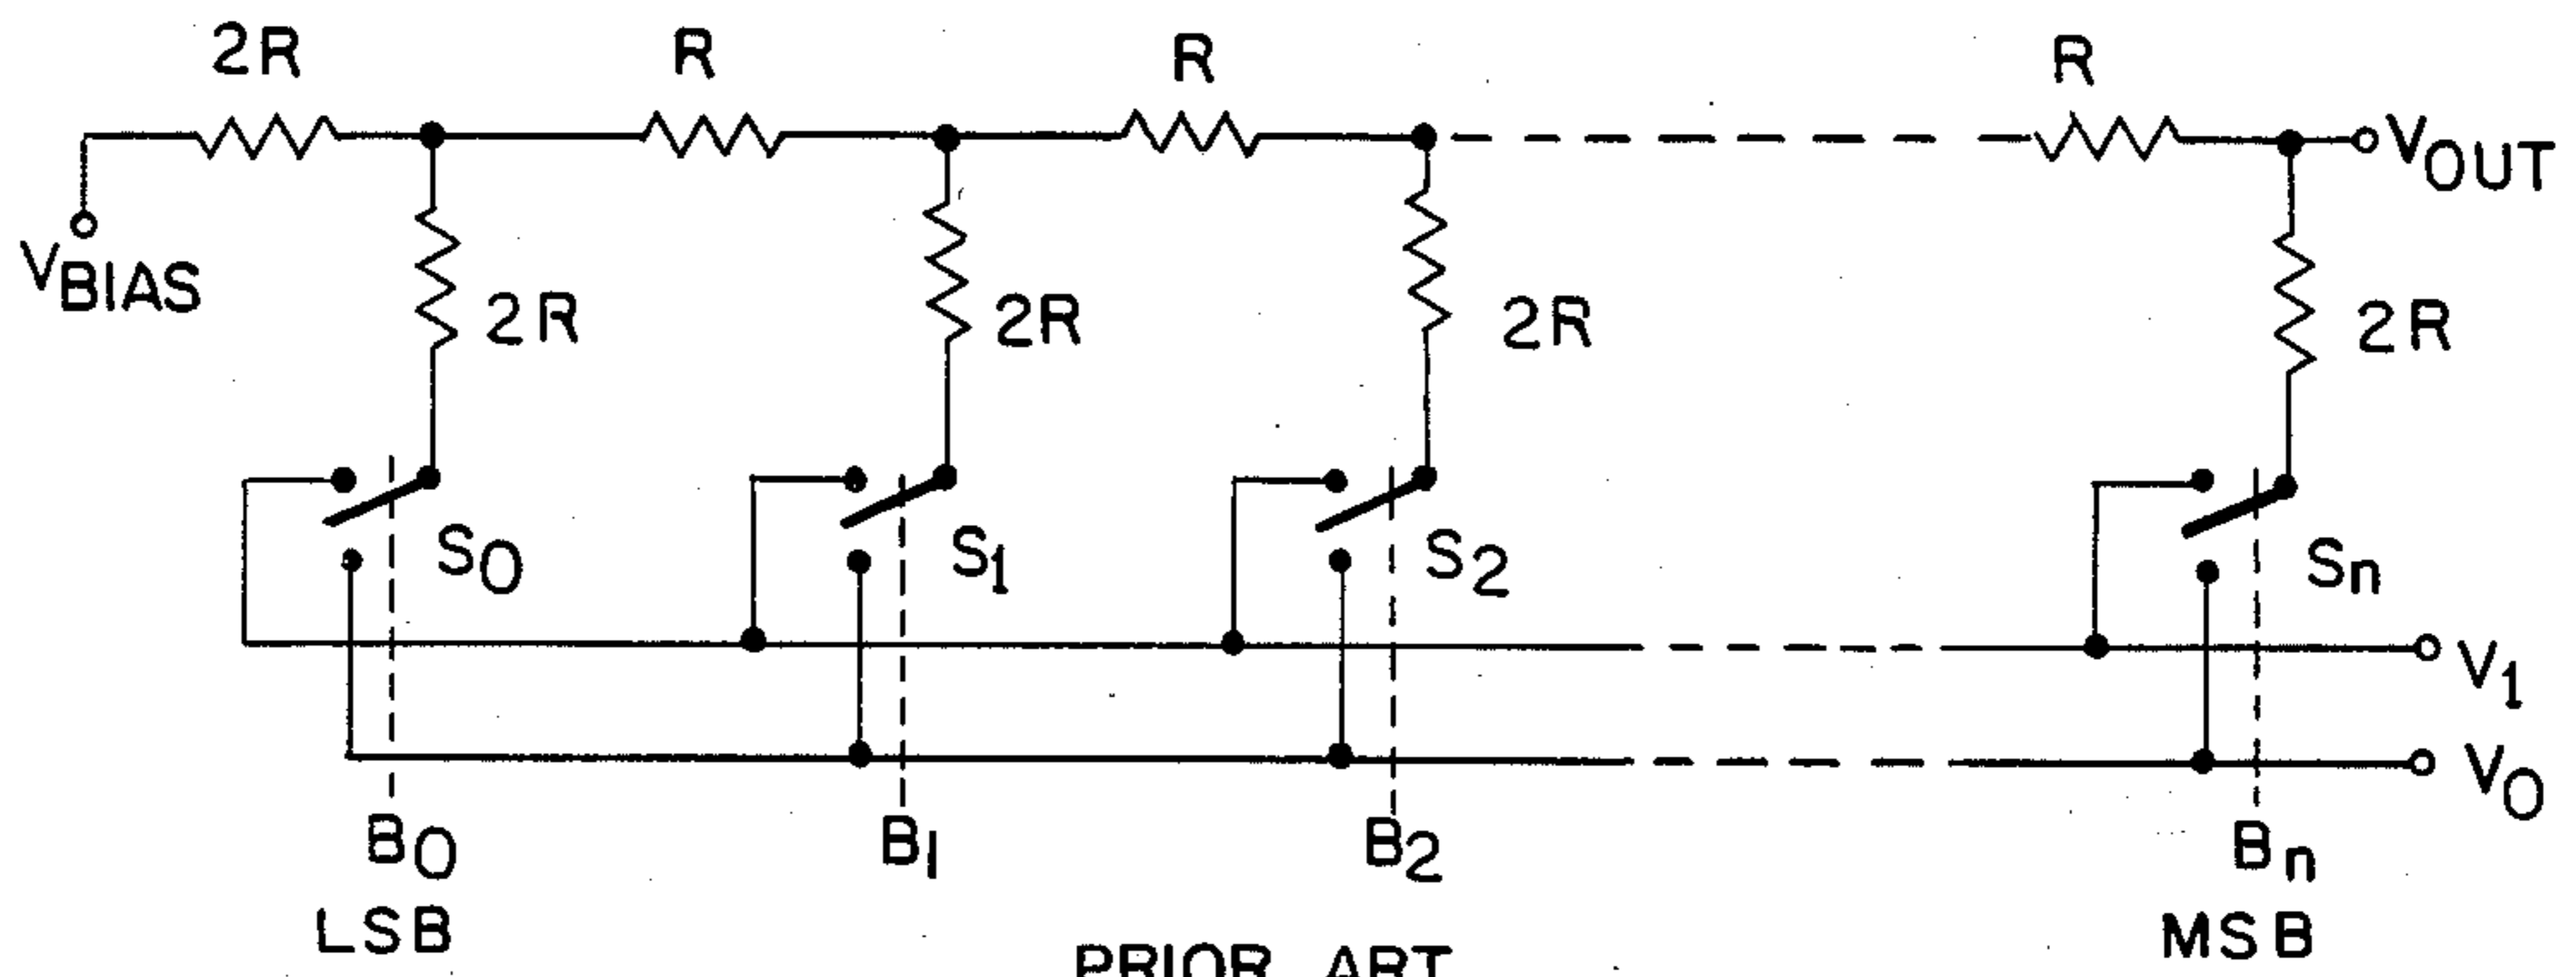 2R R R R
VOUT
VBIAS
2R 2R 2R 2R
S0 S1 S2 Sn
V1
V0
B0 B1 B2 Bn
LSB MSB
PRIOR ART